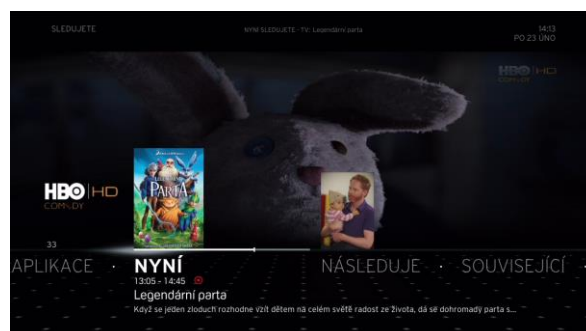 SLEDUJETE
NYNÍ SLEDUJETE · TV: Legendární parta
14:13
PO 23 ÚNO
HBO HD
COMEDY
PARTA
HBO HD
COMEDY
33
APLIKACE · NYNÍ NÁSLEDUJE · SOUVISEJÍCÍ ·
13:05 - 14:45
Legendární parta
Když se jeden zloduch rozhodne vzít dětem na celém světě radost ze života, dá se dohromady parta s...